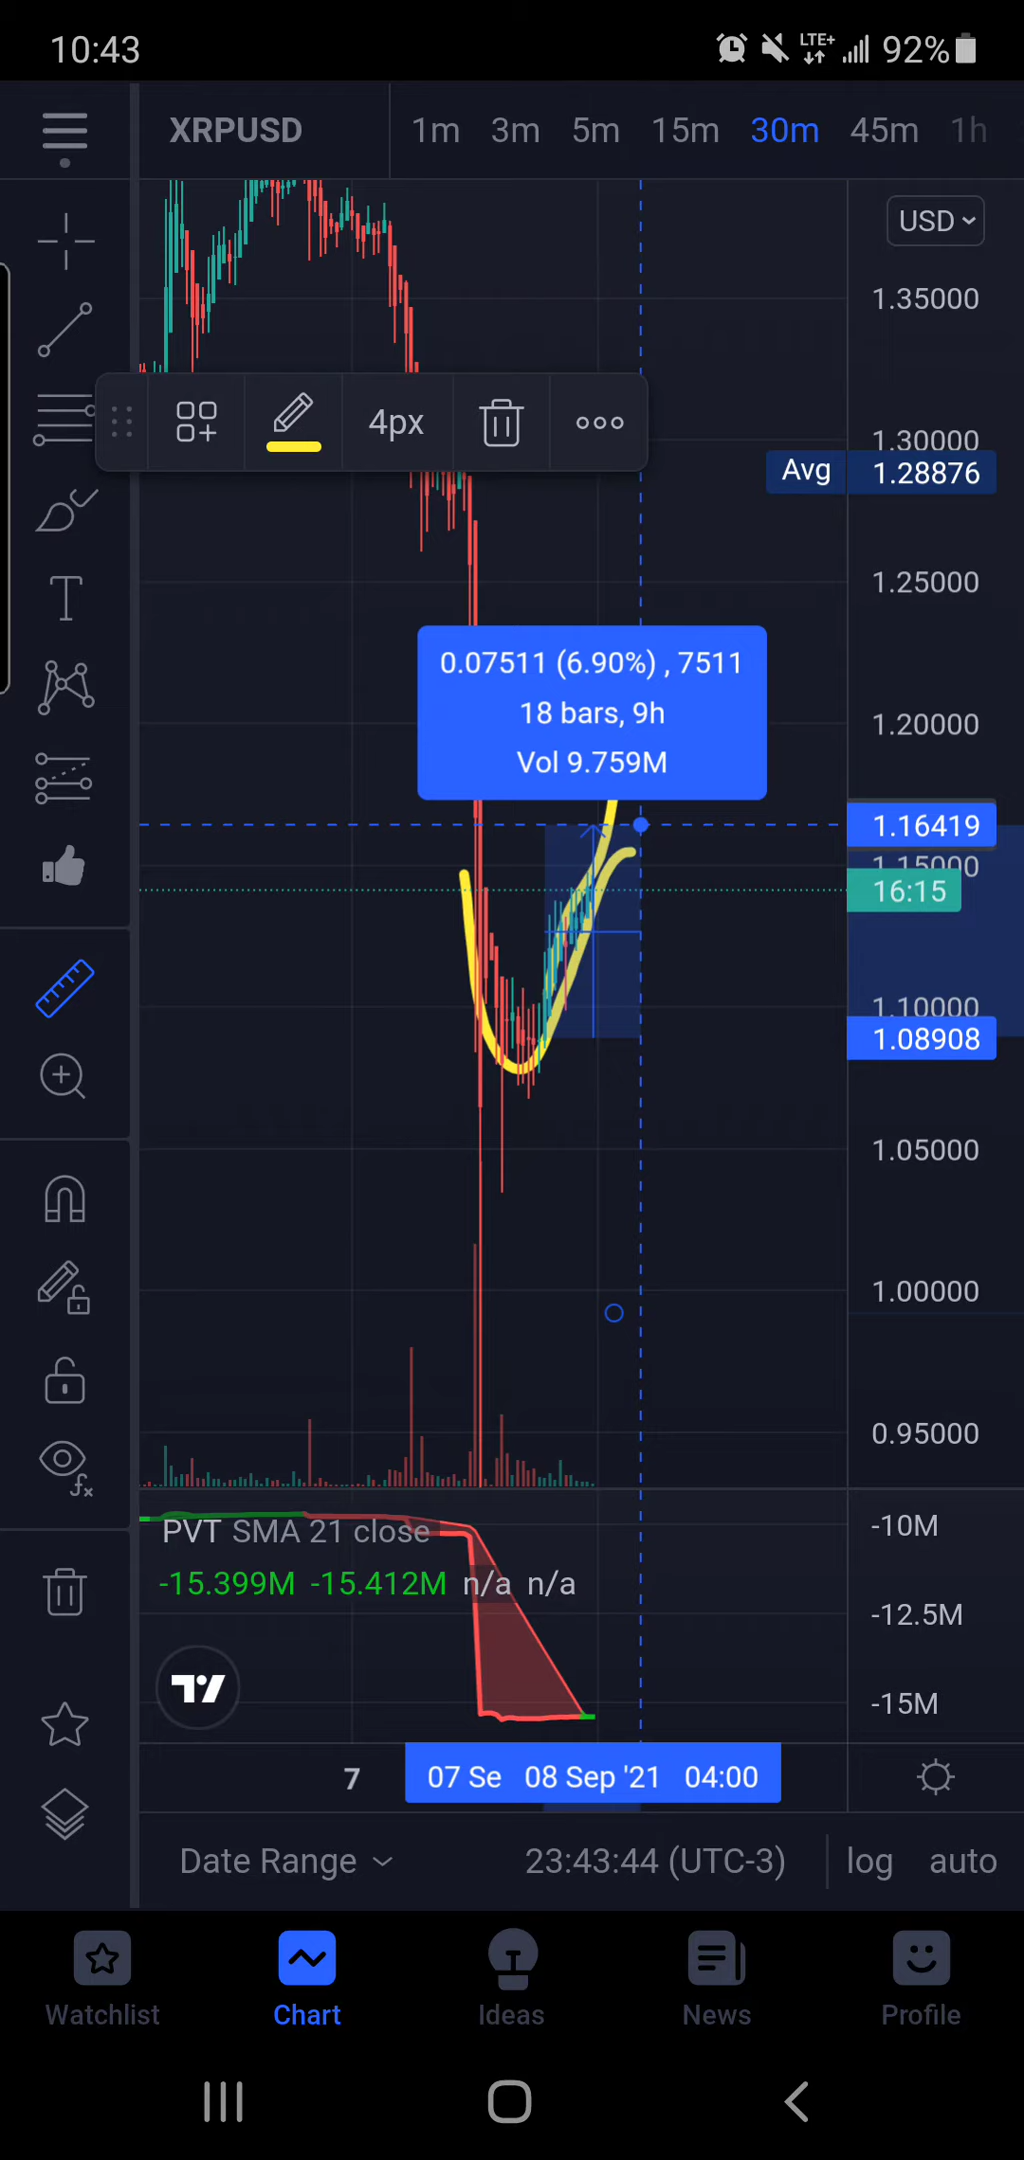 10:43 LTE+ 92%
XRPUSD 1m 3m 5m 15m 30m 45m 1h
USD
1.35000
4px
1.30000
Avg 1.28876
1.25000
0.07511 (6.90%) , 7511
18 bars, 9h
Vol 9.759M
1.20000
1.16419
1.15000
16:15
1.10000
1.08908
1.05000
1.00000
0.95000
PVT SMA 21 close
-10M
-15.399M -15.412M n/a n/a
-12.5M
-15M
7 07 Se 08 Sep '21 04:00
Date Range 23:43:44 (UTC-3) log auto
Watchlist Chart Ideas News Profile